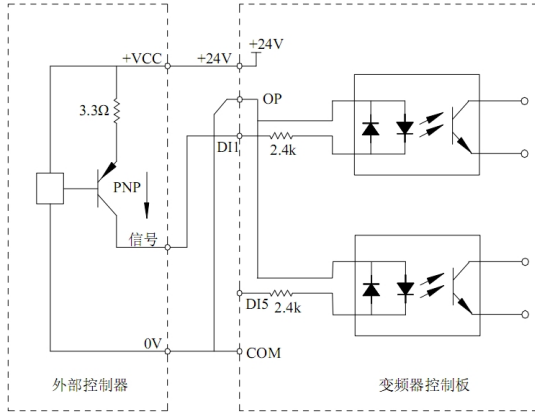 +24V
+VCC
+24V
OP
3.3Ω
DI1
2.4k
PNP
信号
DI5
2.4k
0V
COM
外部控制器
变频器控制板